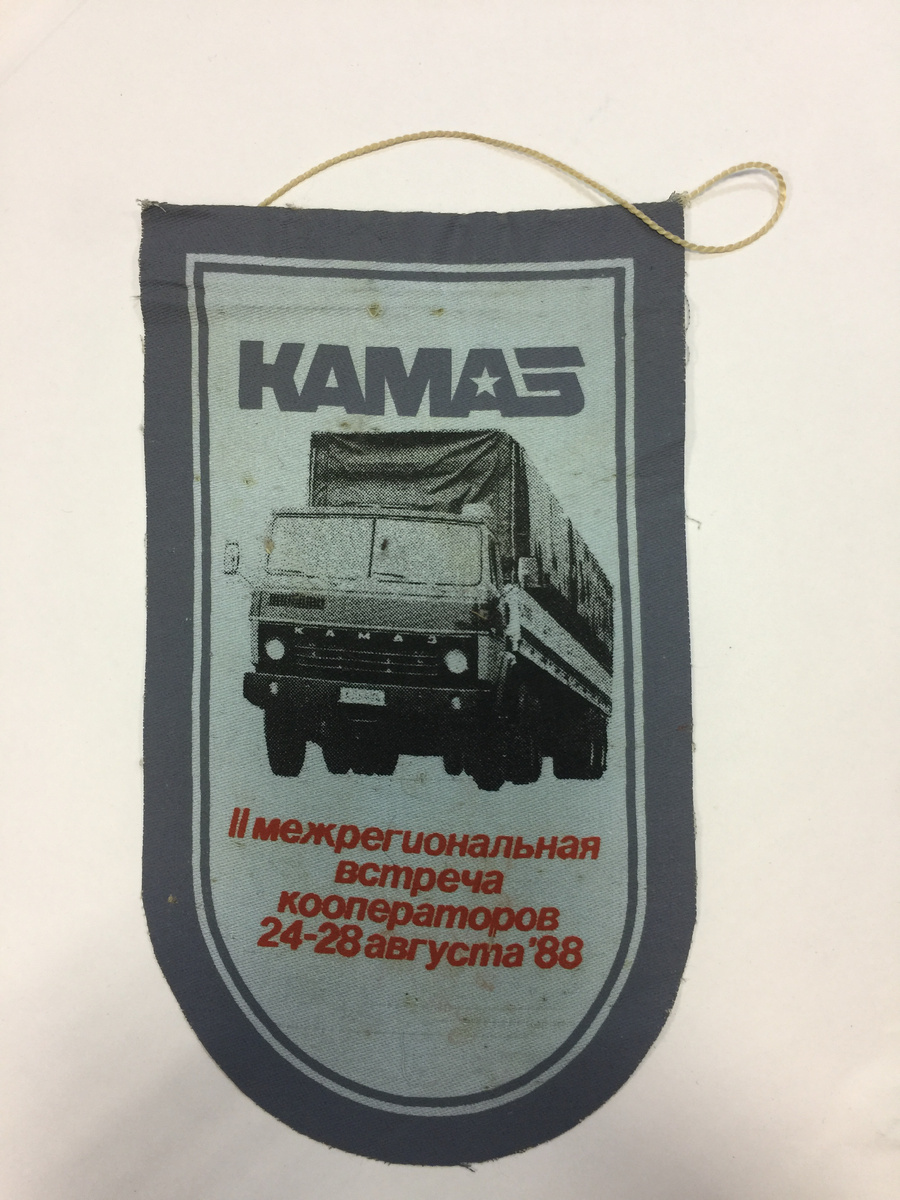 КАМАЗ
КАМАЗ
II межрегиональная
встреча
кооператоров
24-28 августа '88